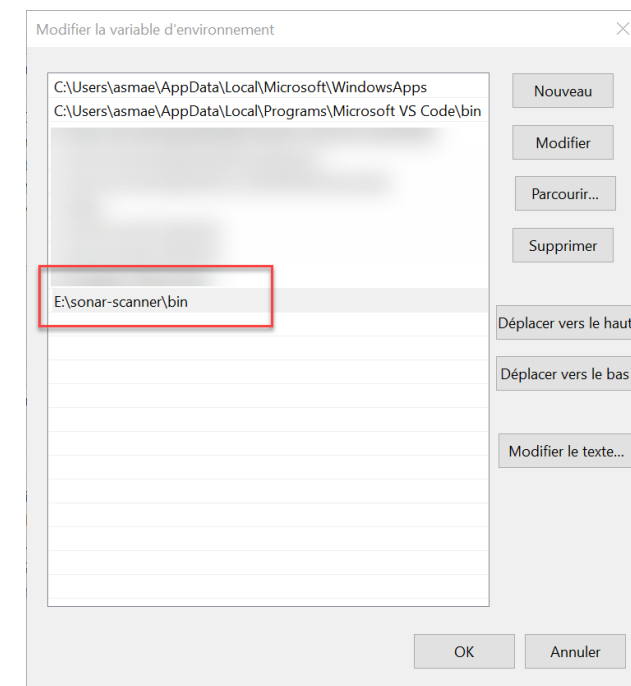 Modifier la variable d'environnement
C:\Users\asmae\AppData\Local\Microsoft\WindowsApps
C:\Users\asmae\AppData\Local\Programs\Microsoft VS Code\bin
E:\sonar-scanner\bin
Nouveau
Modifier
Parcourir...
Supprimer
Déplacer vers le haut
Déplacer vers le bas
Modifier le texte...
OK
Annuler